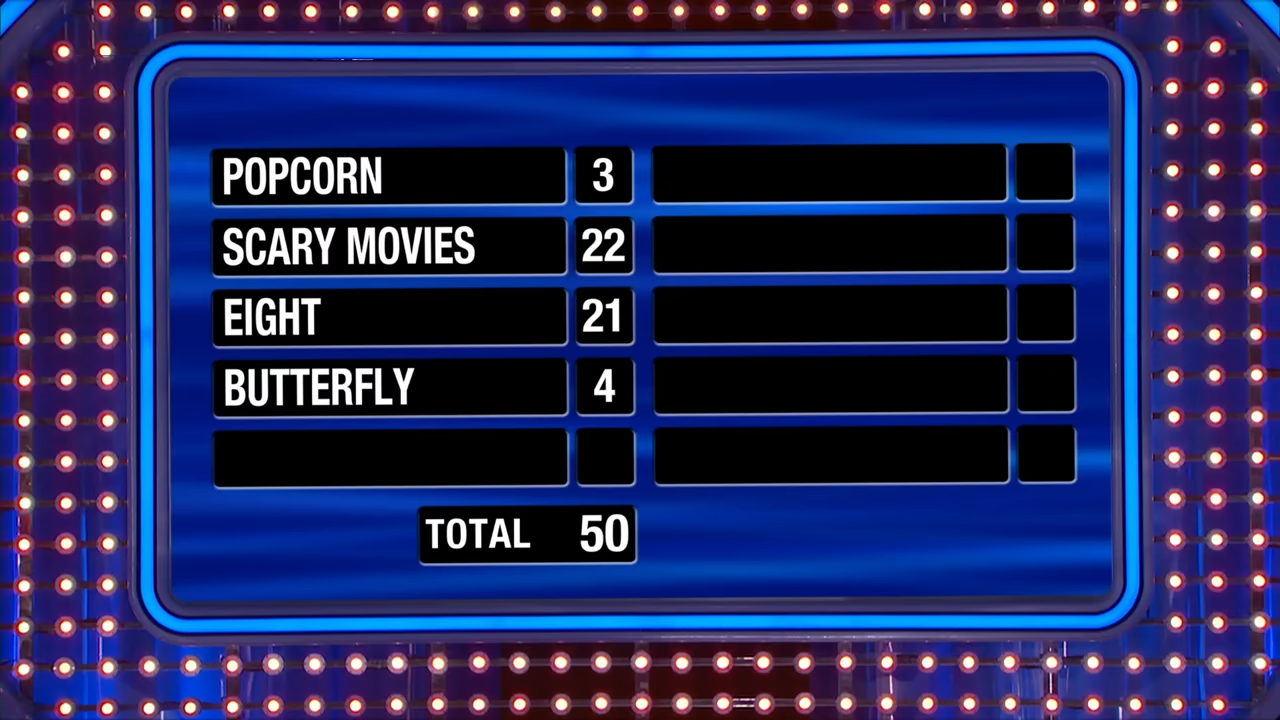 POPCORN 3
SCARY MOVIES 22
EIGHT 21
BUTTERFLY 4
TOTAL 50